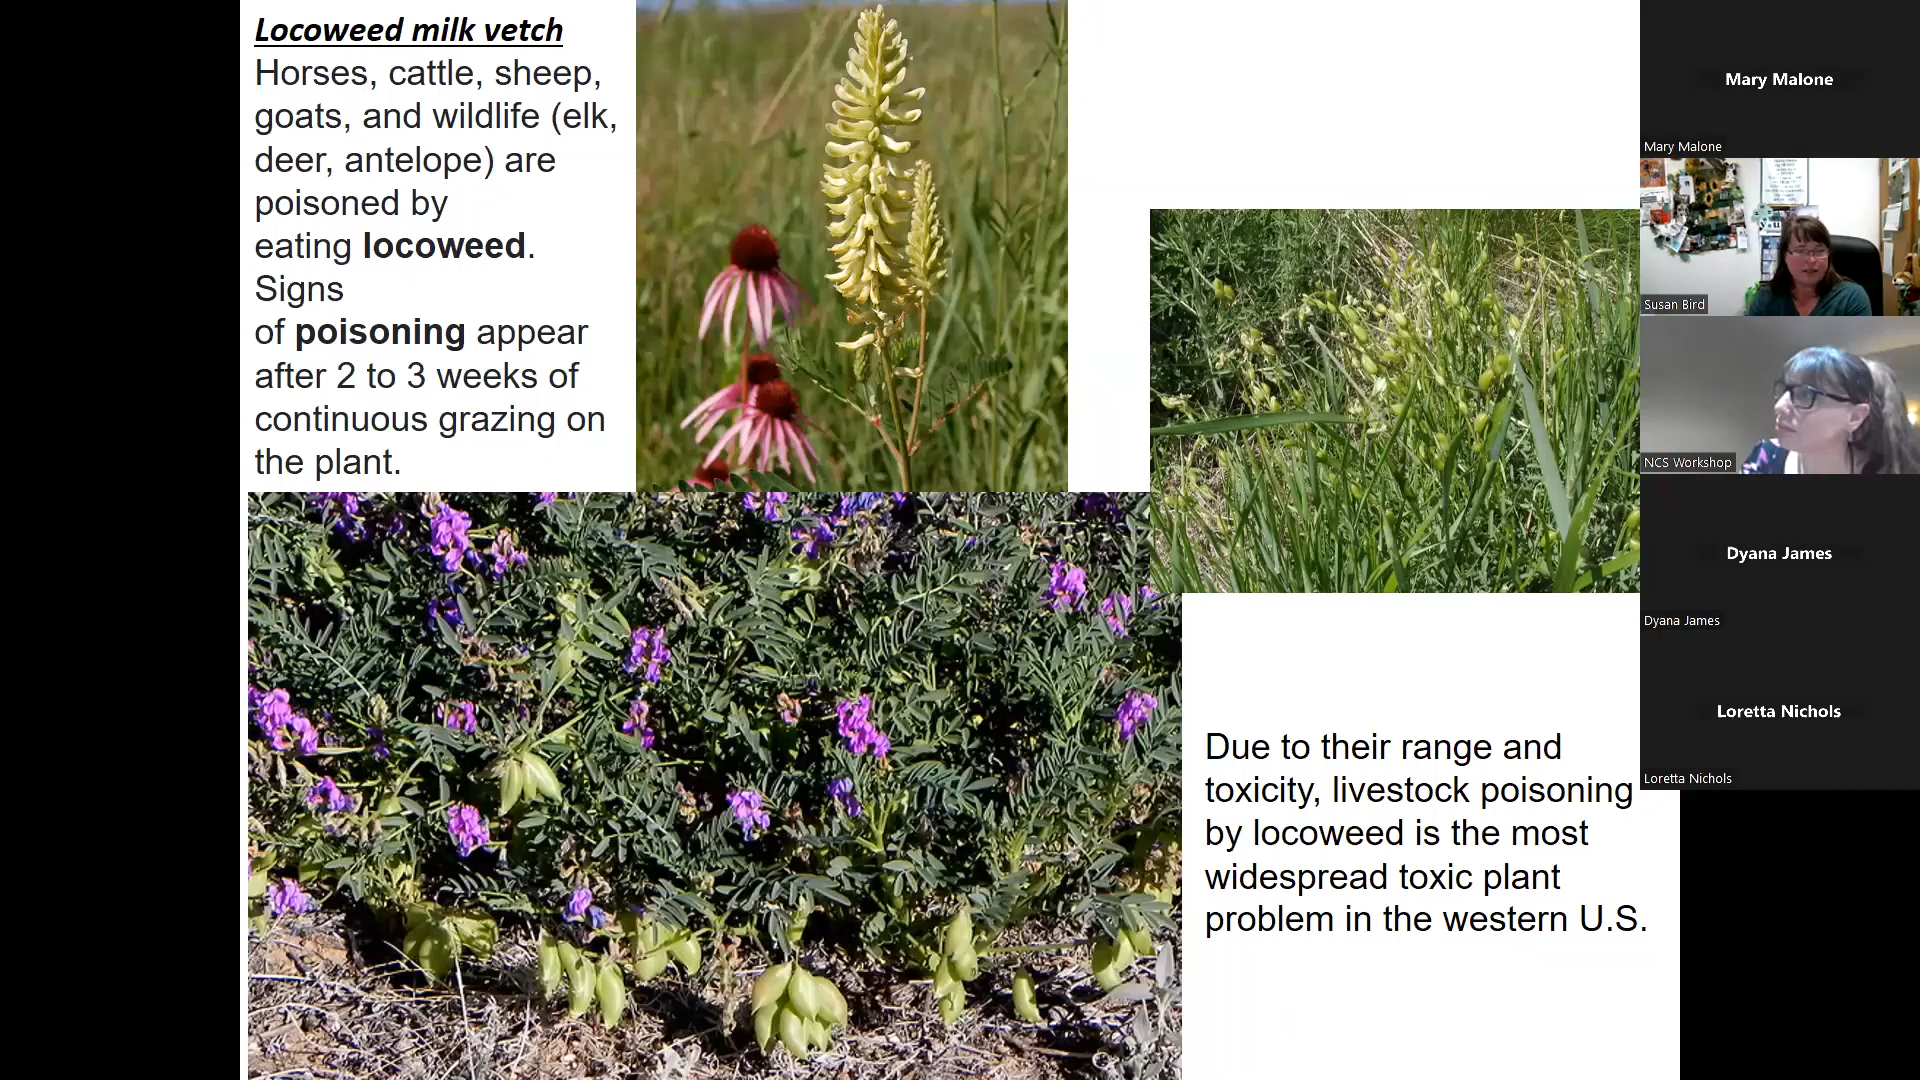 Locoweed milk vetch
Horses, cattle, sheep,
goats, and wildlife (elk,
deer, antelope) are
poisoned by
eating locoweed.
Signs
of poisoning appear
after 2 to 3 weeks of
continuous grazing on
the plant.
Due to their range and
toxicity, livestock poisoning
by locoweed is the most
widespread toxic plant
problem in the western U.S.
Mary Malone
Mary Malone
Susan Bird
NCS Workshop
Dyana James
Dyana James
Loretta Nichols
Loretta Nichols